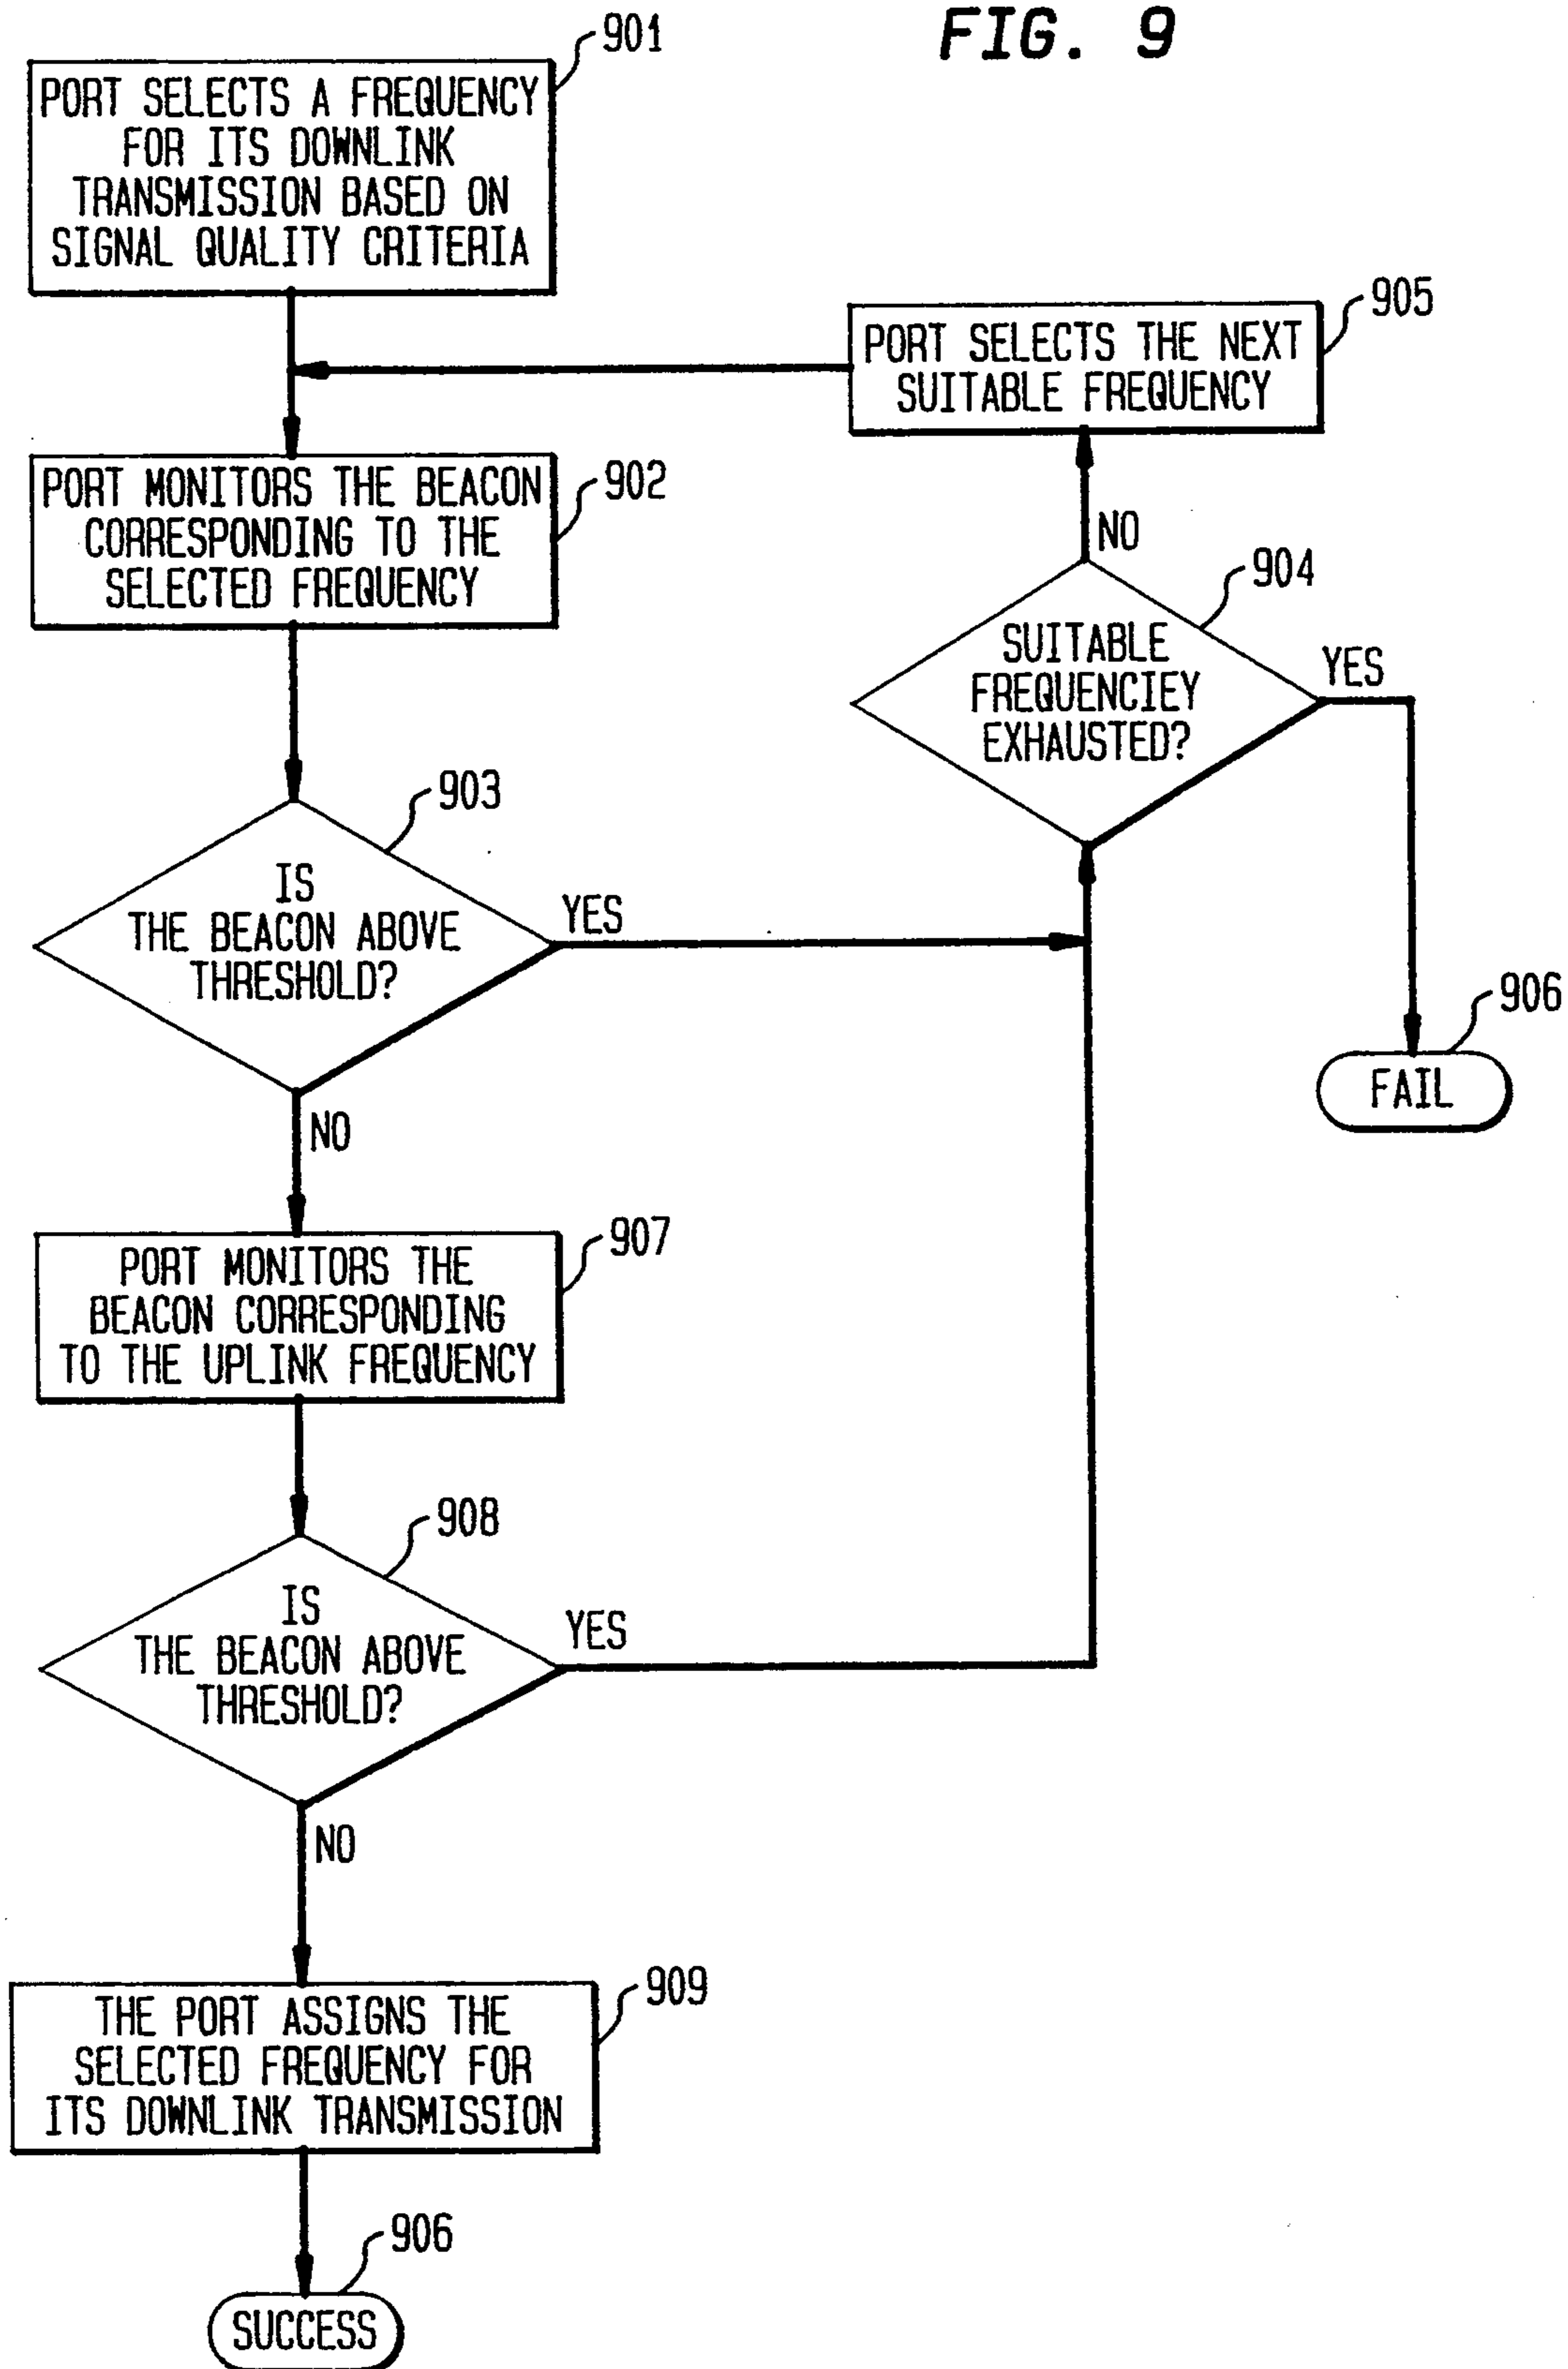 FIG. 9
901
PORT SELECTS A FREQUENCY
FOR ITS DOWNLINK
TRANSMISSION BASED ON
SIGNAL QUALITY CRITERIA
905
PORT SELECTS THE NEXT
SUITABLE FREQUENCY
902
PORT MONITORS THE BEACON
CORRESPONDING TO THE
SELECTED FREQUENCY
NO
904
SUITABLE
FREQUENCIEY
EXHAUSTED?
YES
903
IS
THE BEACON ABOVE
THRESHOLD?
YES
NO
906
FAIL
907
PORT MONITORS THE
BEACON CORRESPONDING
TO THE UPLINK FREQUENCY
908
IS
THE BEACON ABOVE
THRESHOLD?
YES
NO
909
THE PORT ASSIGNS THE
SELECTED FREQUENCY FOR
ITS DOWNLINK TRANSMISSION
906
SUCCESS